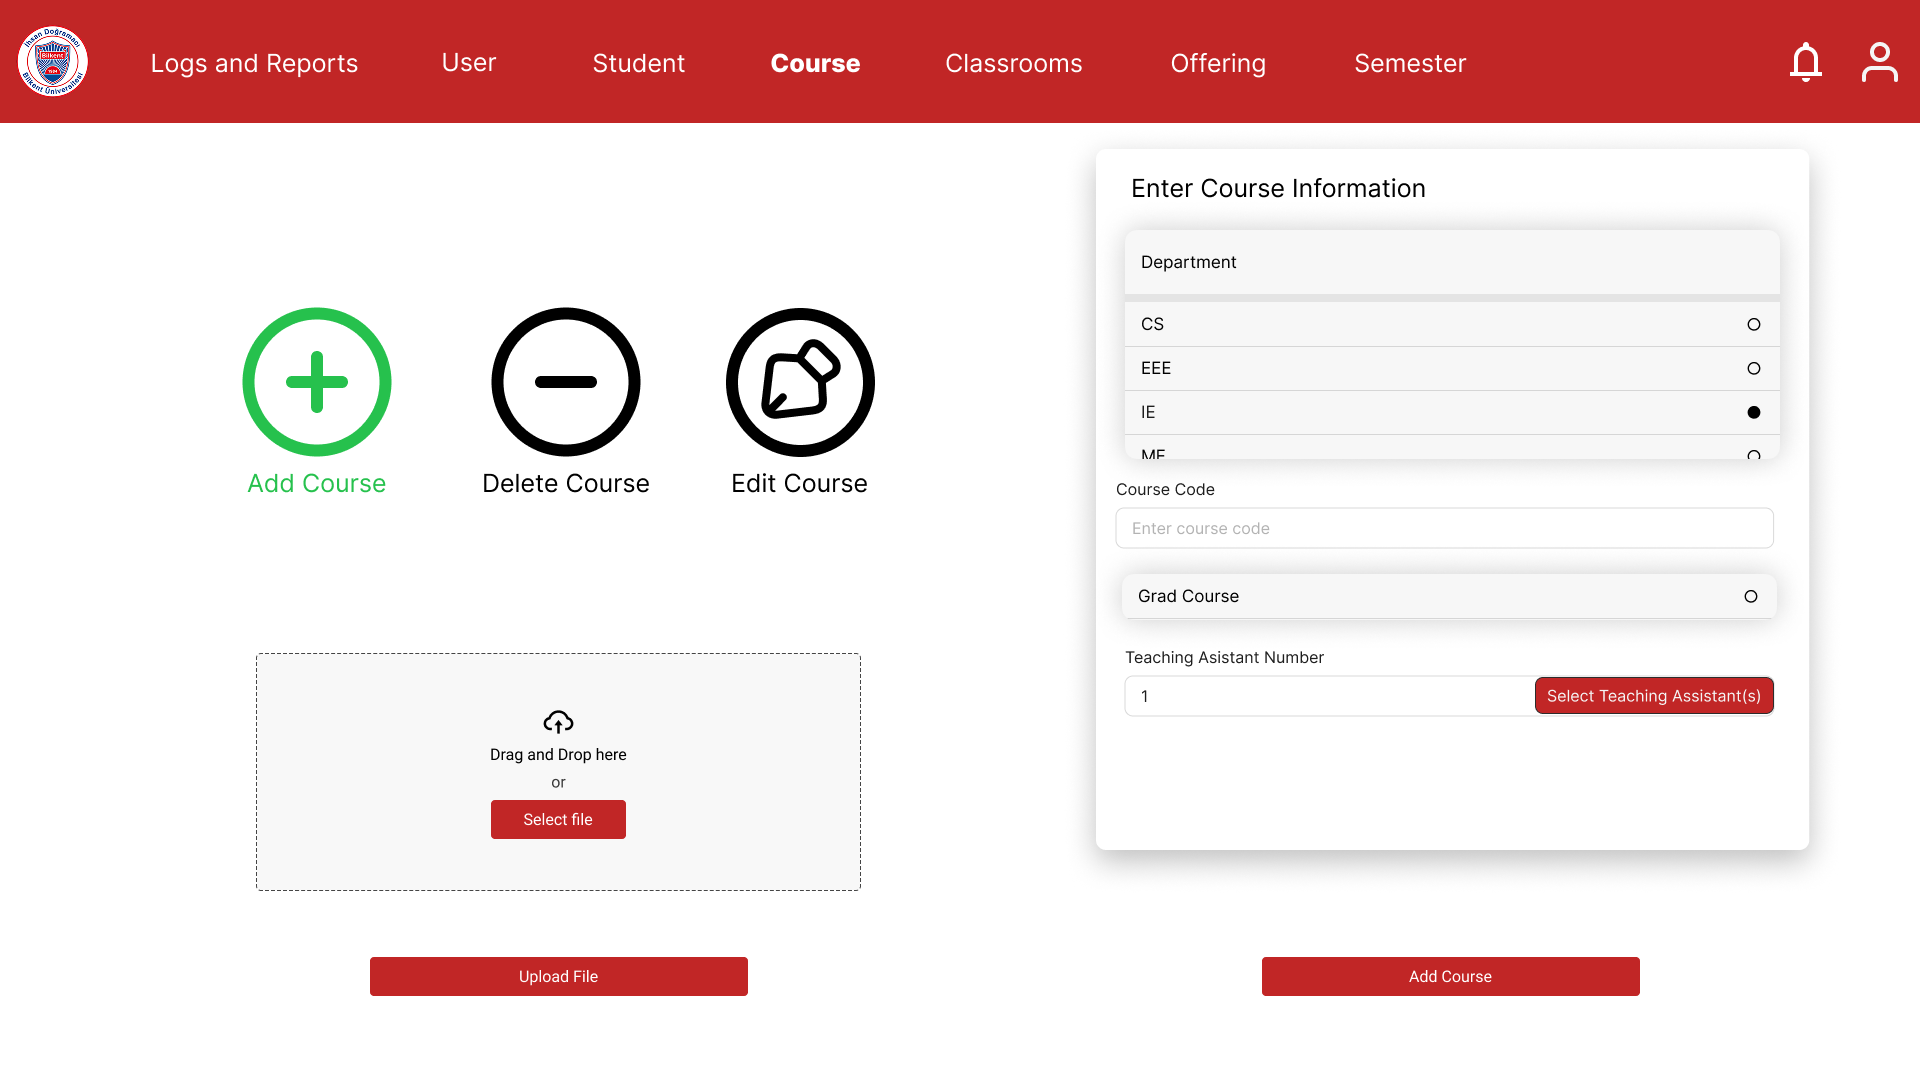 İhsan Doğramacı
Bilkent
1984
Bilkent Üniversitesi
Logs and Reports
User
Student
Course
Classrooms
Offering
Semester
Add Course
Delete Course
Edit Course
Drag and Drop here
or
Select file
Upload File
Enter Course Information
Department
CS
EEE
IE
ME
Course Code
Enter course code
Grad Course
Teaching Asistant Number
1
Select Teaching Assistant(s)
Add Course